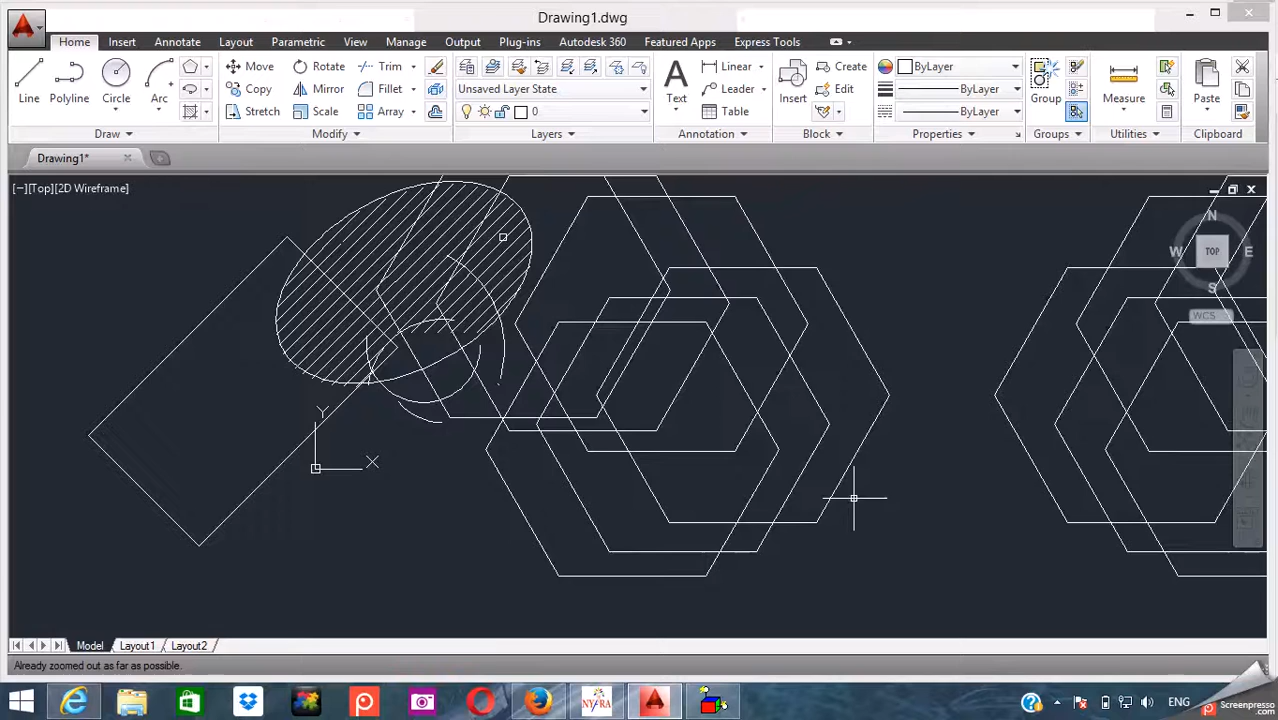 Drawing1.dwg
Home Insert Annotate Layout Parametric View Manage Output Plug-ins Autodesk 360 Featured Apps Express Tools
Line Polyline Circle Arc
Move Rotate Trim
Copy Mirror Fillet
Stretch Scale Array
Unsaved Layer State
0
Text
Linear
Leader
Table
Insert
Create
Edit
ByLayer
ByLayer
ByLayer
Group
Measure
Paste
Draw Modify Layers Annotation Block Properties Groups Utilities Clipboard
Drawing1*
[−][Top][2D Wireframe]
N
W TOP E
S
WCS
Y
X
Model Layout1 Layout2
Already zoomed out as far as possible.
ENG
Screenpresso
.com